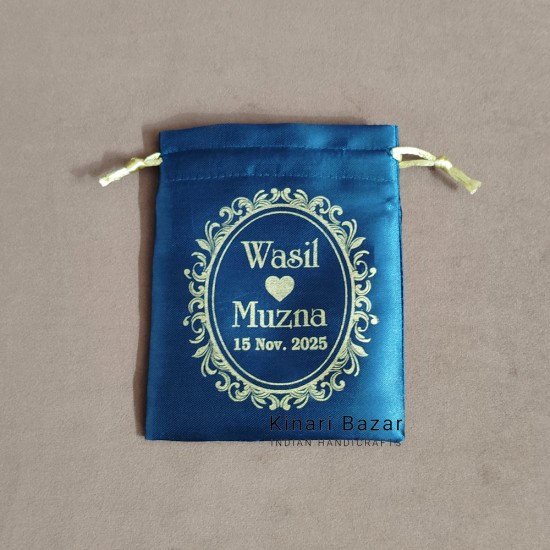 Wasil
Muzna
15 Nov. 2025
Kinari Bazar
INDIAN HANDICRAFTS